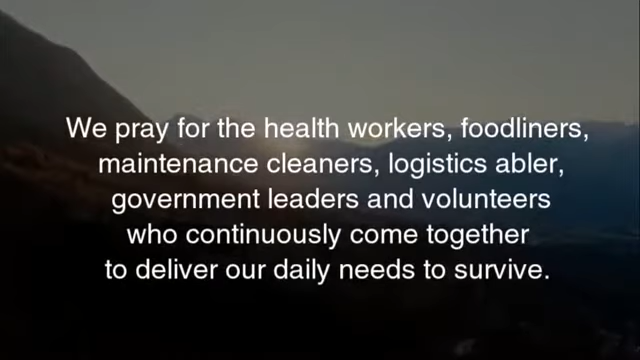 We pray for the health workers, foodliners,
maintenance cleaners, logistics abler,
government leaders and volunteers
who continuously come together
to deliver our daily needs to survive.